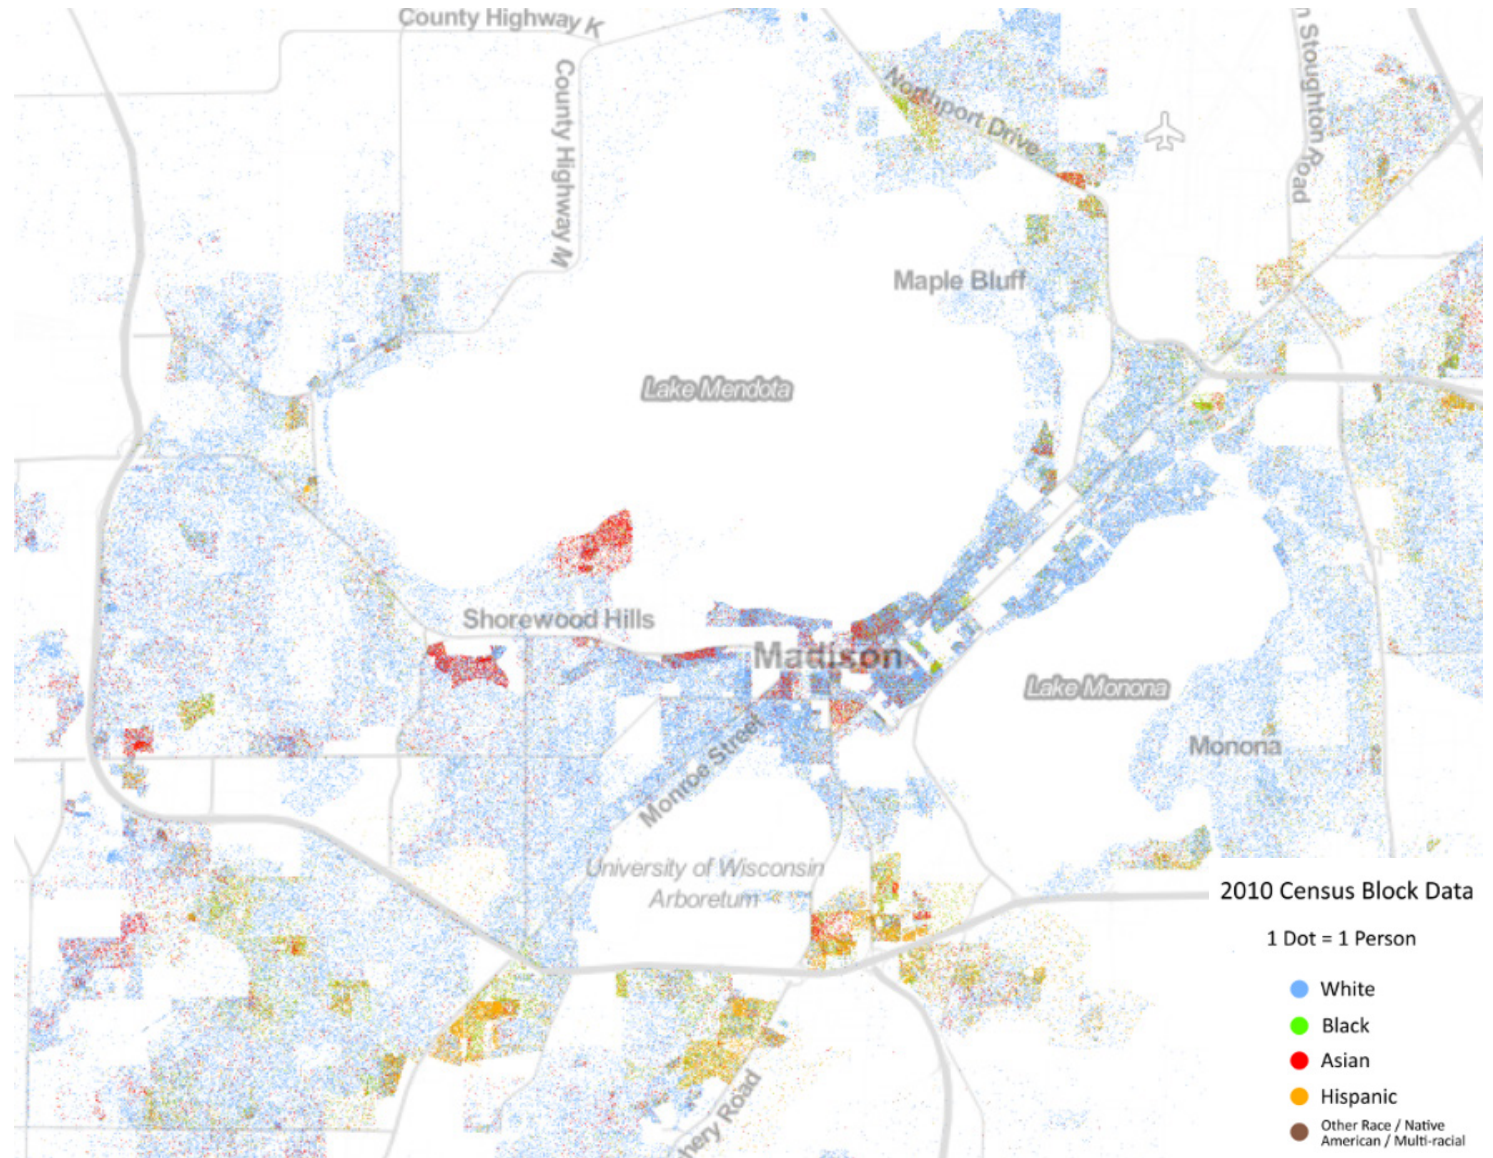 County Highway K
County Highway M
Northport Drive
n Stoughton Road
Maple Bluff
Lake Mendota
Shorewood Hills
Madison
Lake Monona
Monona
Monroe Street
University of Wisconsin
Arboretum
hery Road
2010 Census Block Data
1 Dot = 1 Person
White
Black
Asian
Hispanic
Other Race / Native
American / Multi-racial